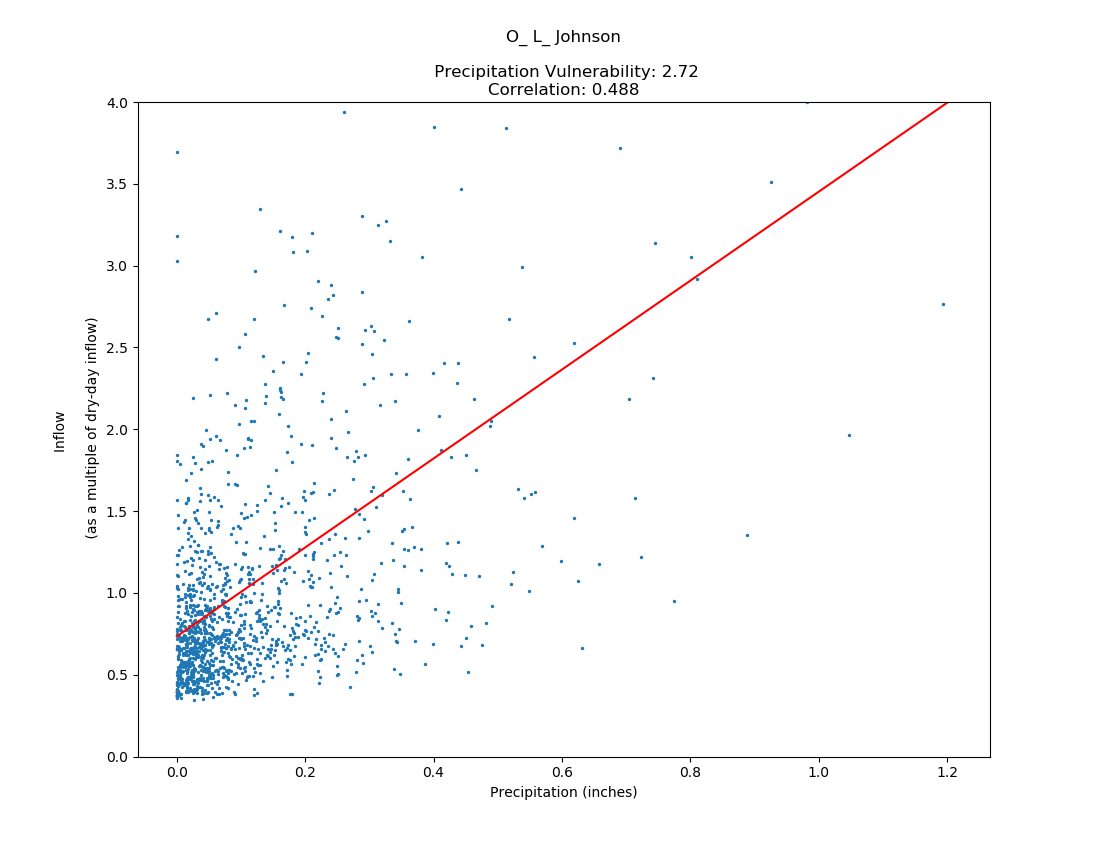 O_ L_ Johnson
Precipitation Vulnerability: 2.72
Correlation: 0.488
4.0
3.5
3.0
2.5
2.0
1.5
1.0
0.5
0.0
Inflow
(as a multiple of dry-day inflow)
0.0 0.2 0.4 0.6 0.8 1.0 1.2
Precipitation (inches)